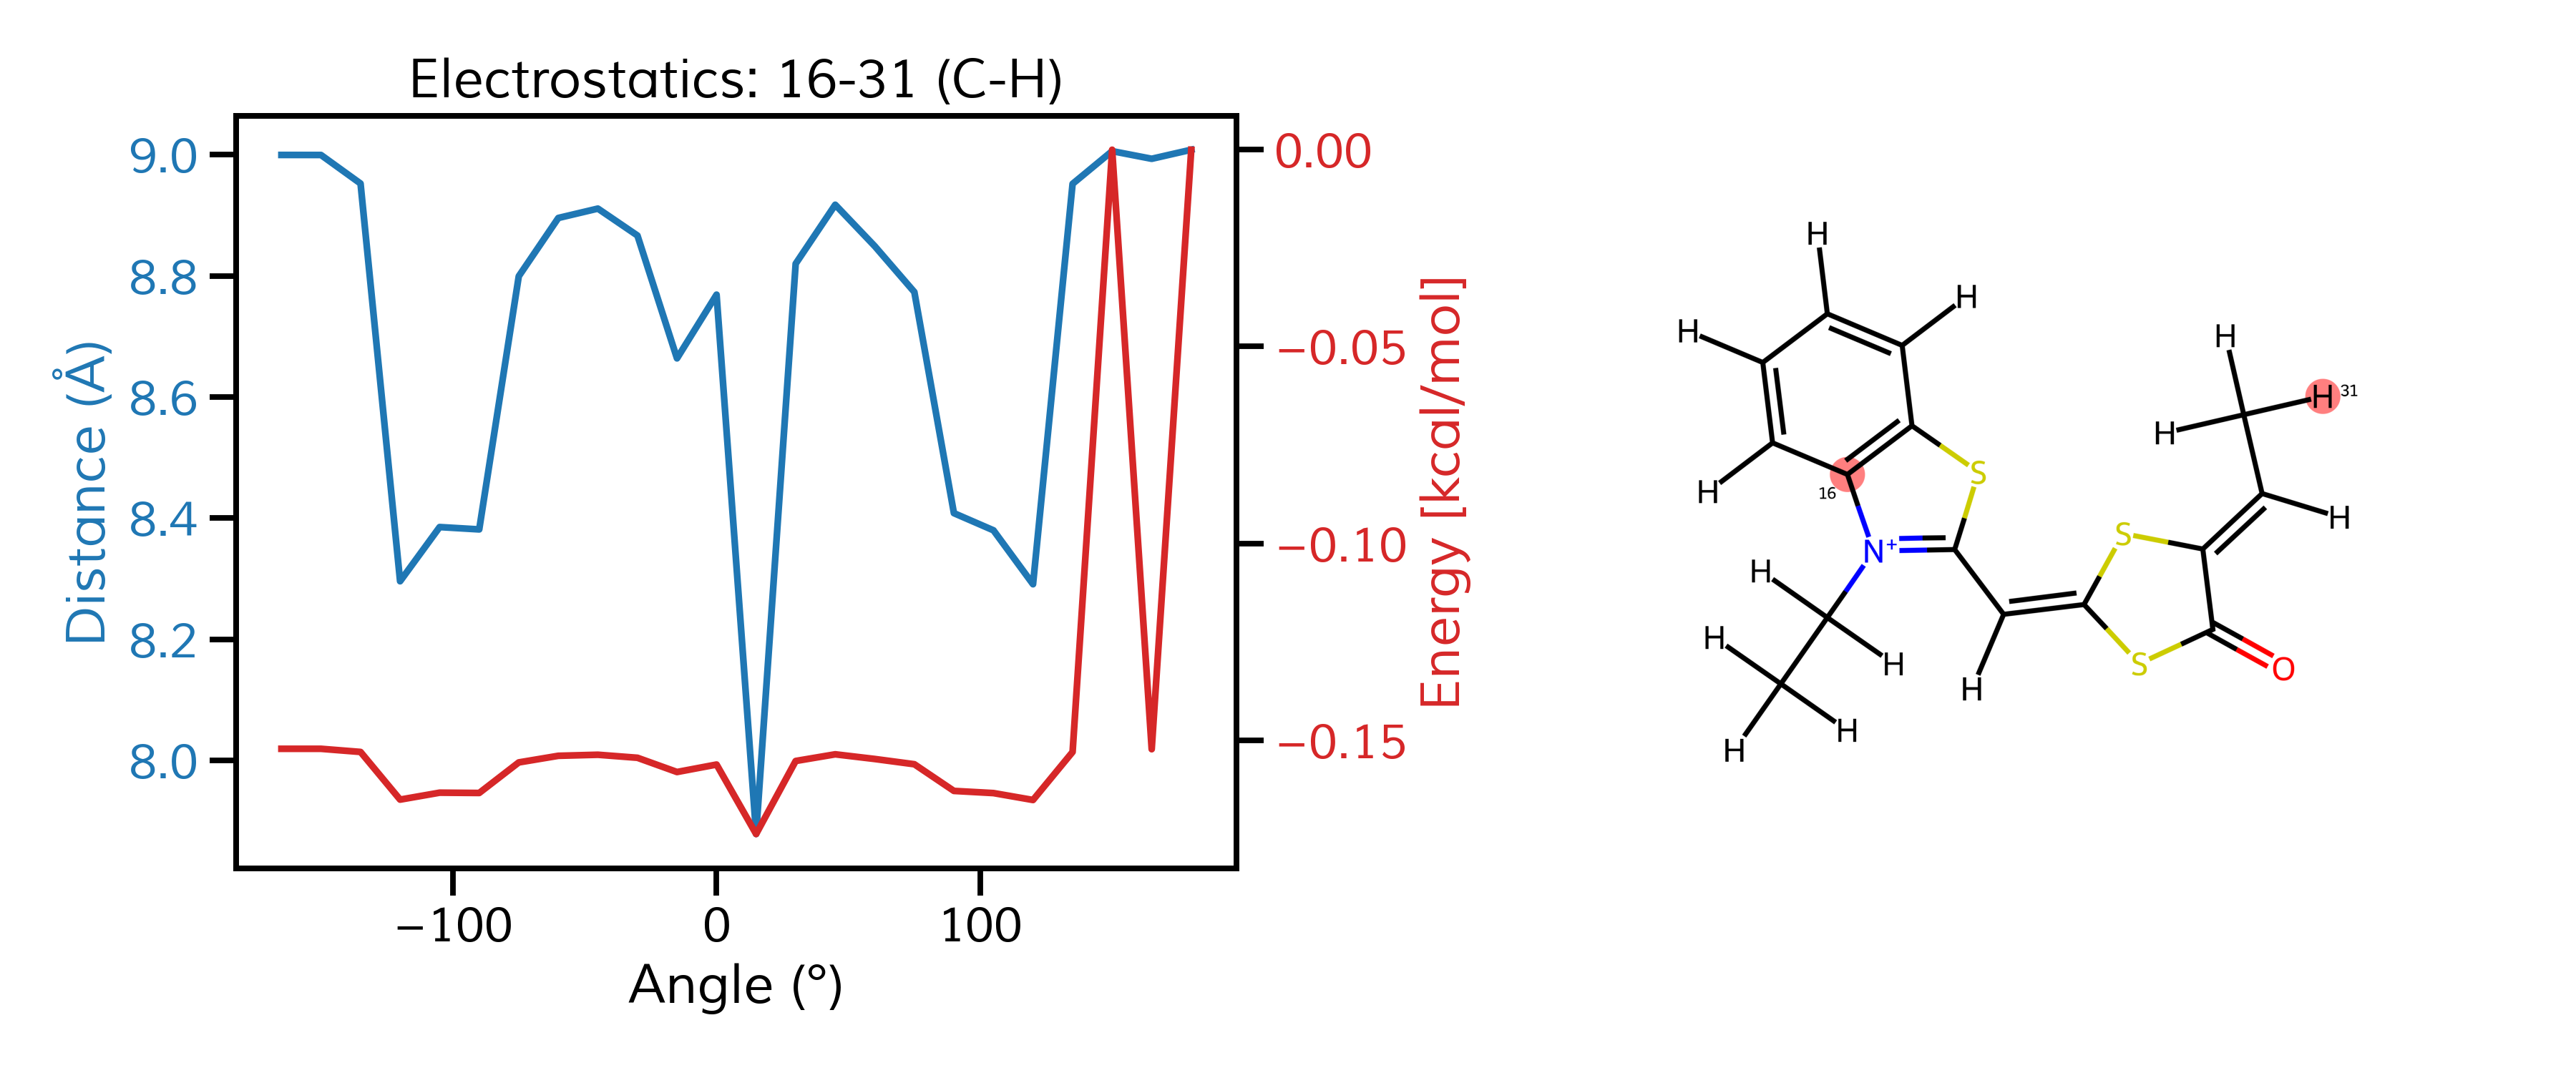 Electrostatics: 16-31 (C-H)
9.0
8.8
8.6
8.4
8.2
8.0
Distance (Å)
0.00
−0.05
−0.10
−0.15
Energy [kcal/mol]
−100
0
100
Angle (°)
H
H
H
H
H
H 31
H
S
16
H
H
N+
S
H
H
H
S
O
H
H
H